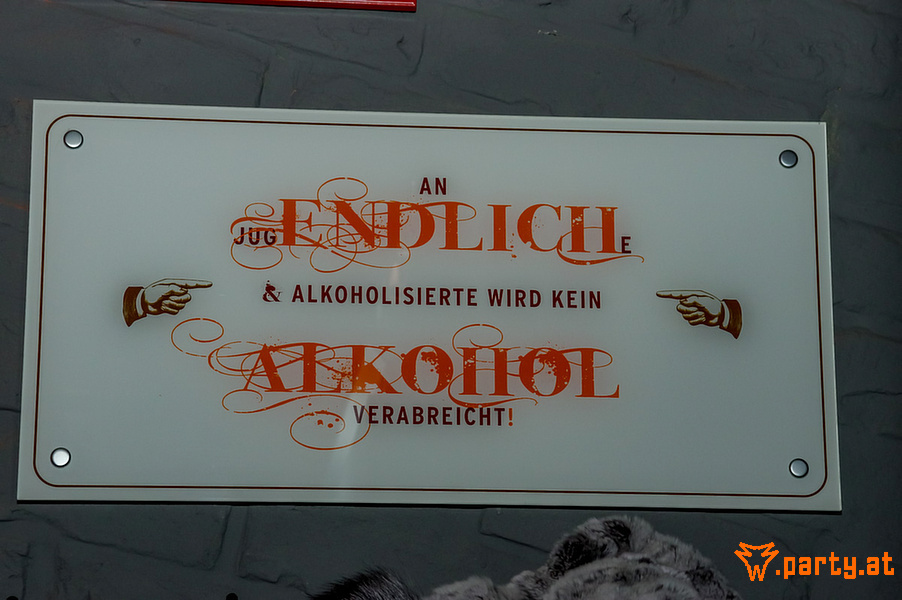 AN
JUGENDLICHE
& ALKOHOLISIERTE WIRD KEIN
ALKOHOL
VERABREICHT!
W.party.at